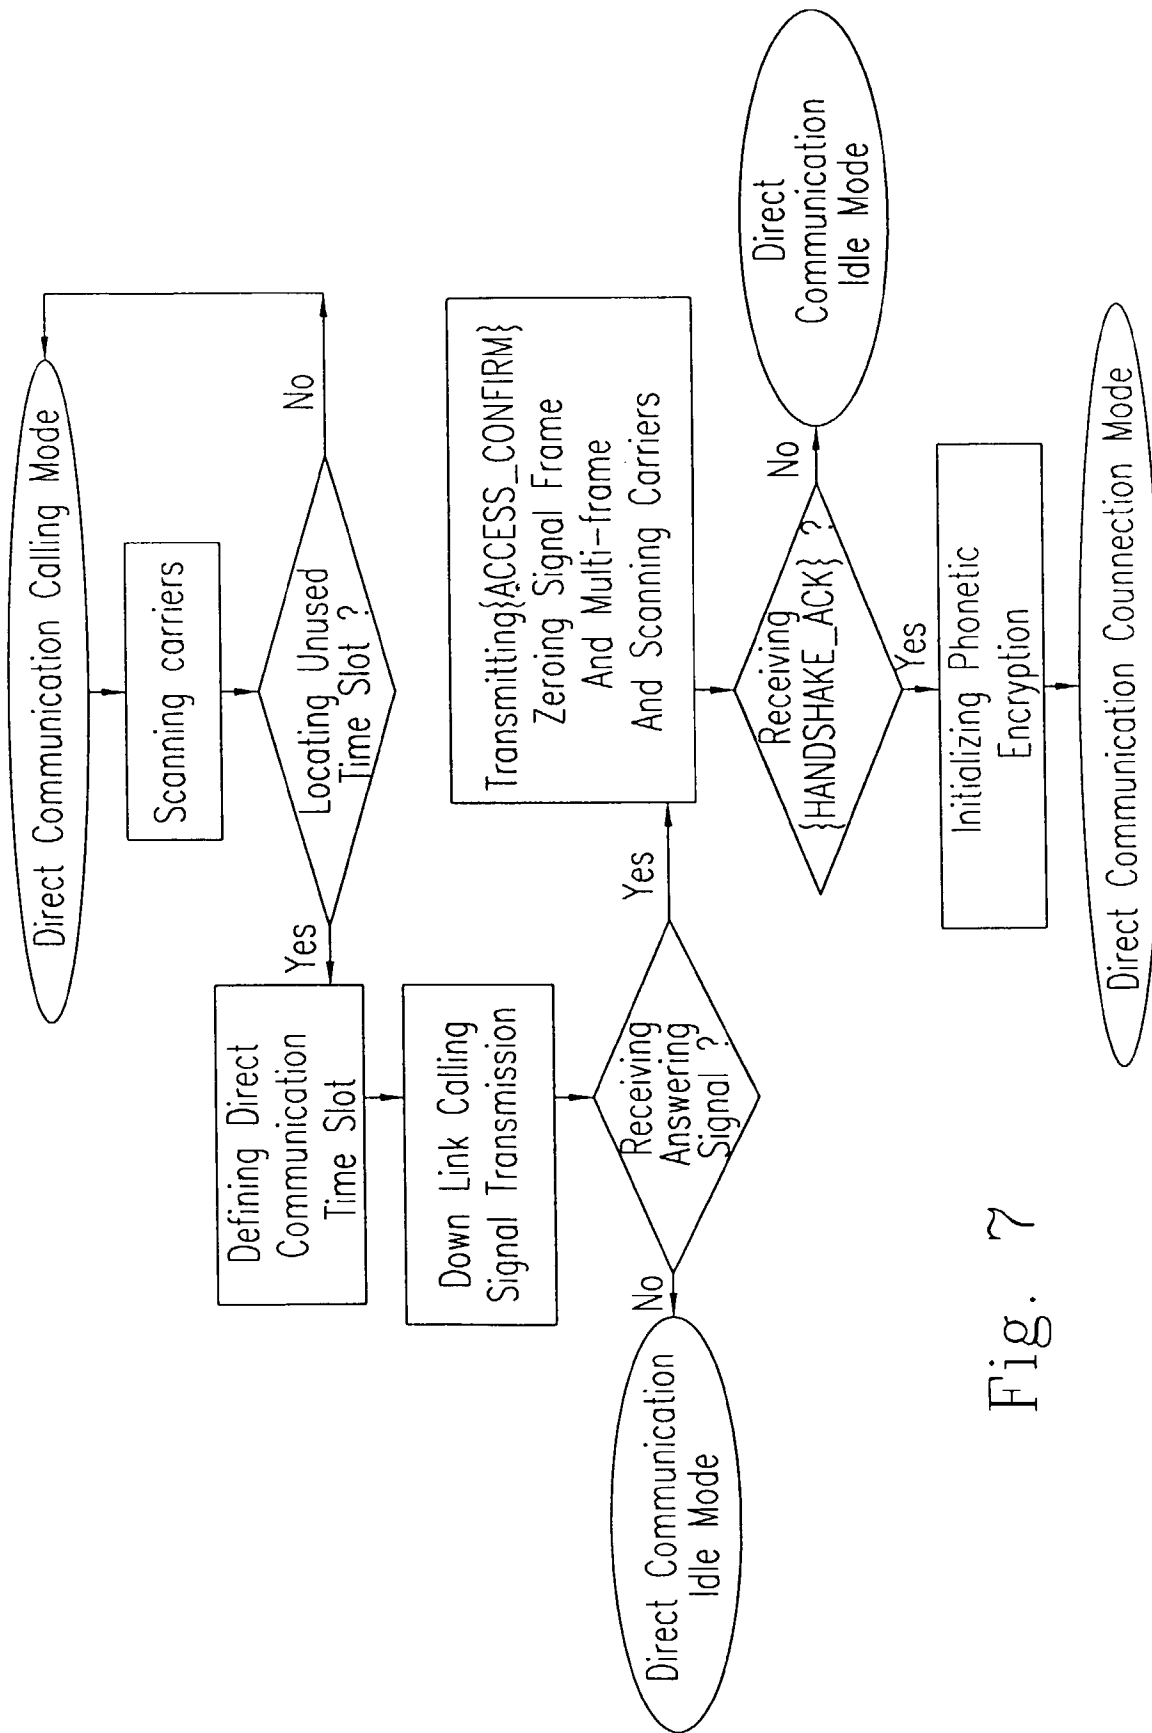 Direct Communication Calling Mode
Scanning carriers
Locating Unused
Time Slot ?
No
Yes
Defining Direct
Communication
Time Slot
Down Link Calling
Signal Transmission
Receiving
Answering
Signal ?
No
Direct Communication
Idle Mode
Yes
Transmitting{ACCESS_CONFIRM}
Zeroing Signal Frame
And Multi-frame
And Scanning Carriers
Receiving
{HANDSHAKE_ACK} ?
No
Direct
Communication
Idle Mode
Yes
Initializing Phonetic
Encryption
Direct Communication Counnection Mode
Fig. 7